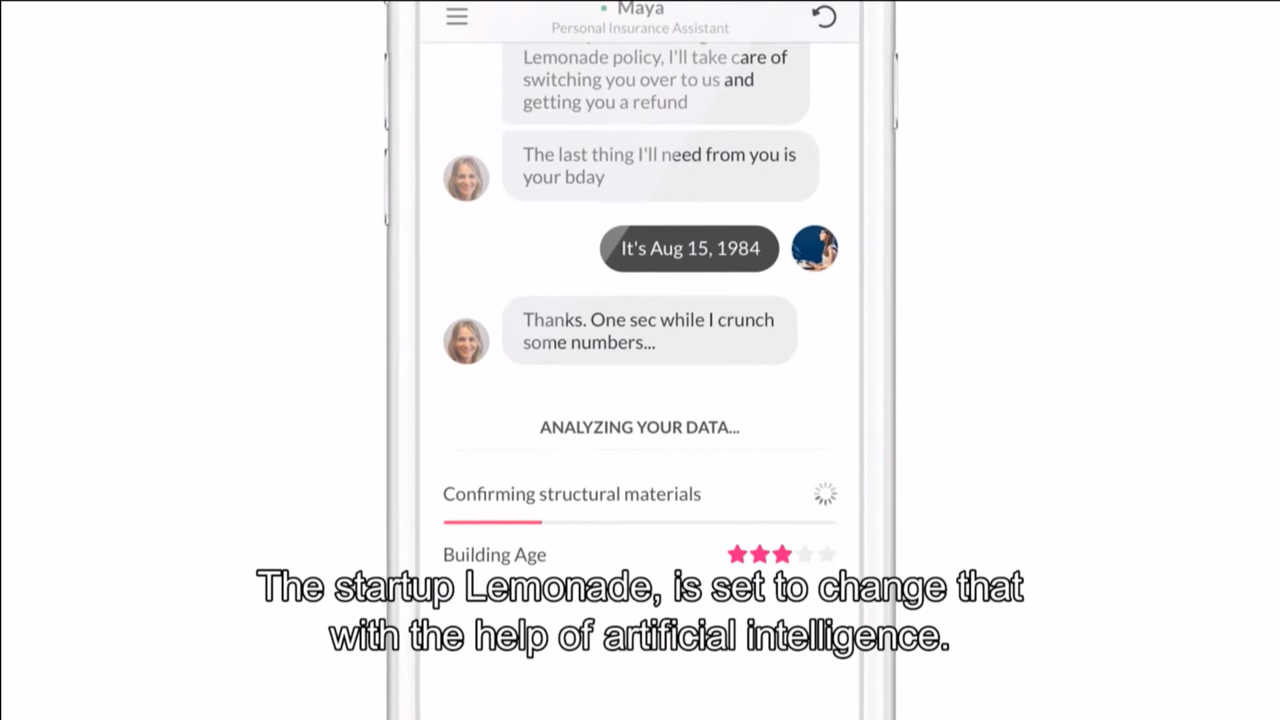 Maya
Personal Insurance Assistant
Lemonade policy, I'll take care of
switching you over to us and
getting you a refund
The last thing I'll need from you is
your bday
It's Aug 15, 1984
Thanks. One sec while I crunch
some numbers...
ANALYZING YOUR DATA...
Confirming structural materials
Building Age
The startup Lemonade, is set to change that
with the help of artificial intelligence.